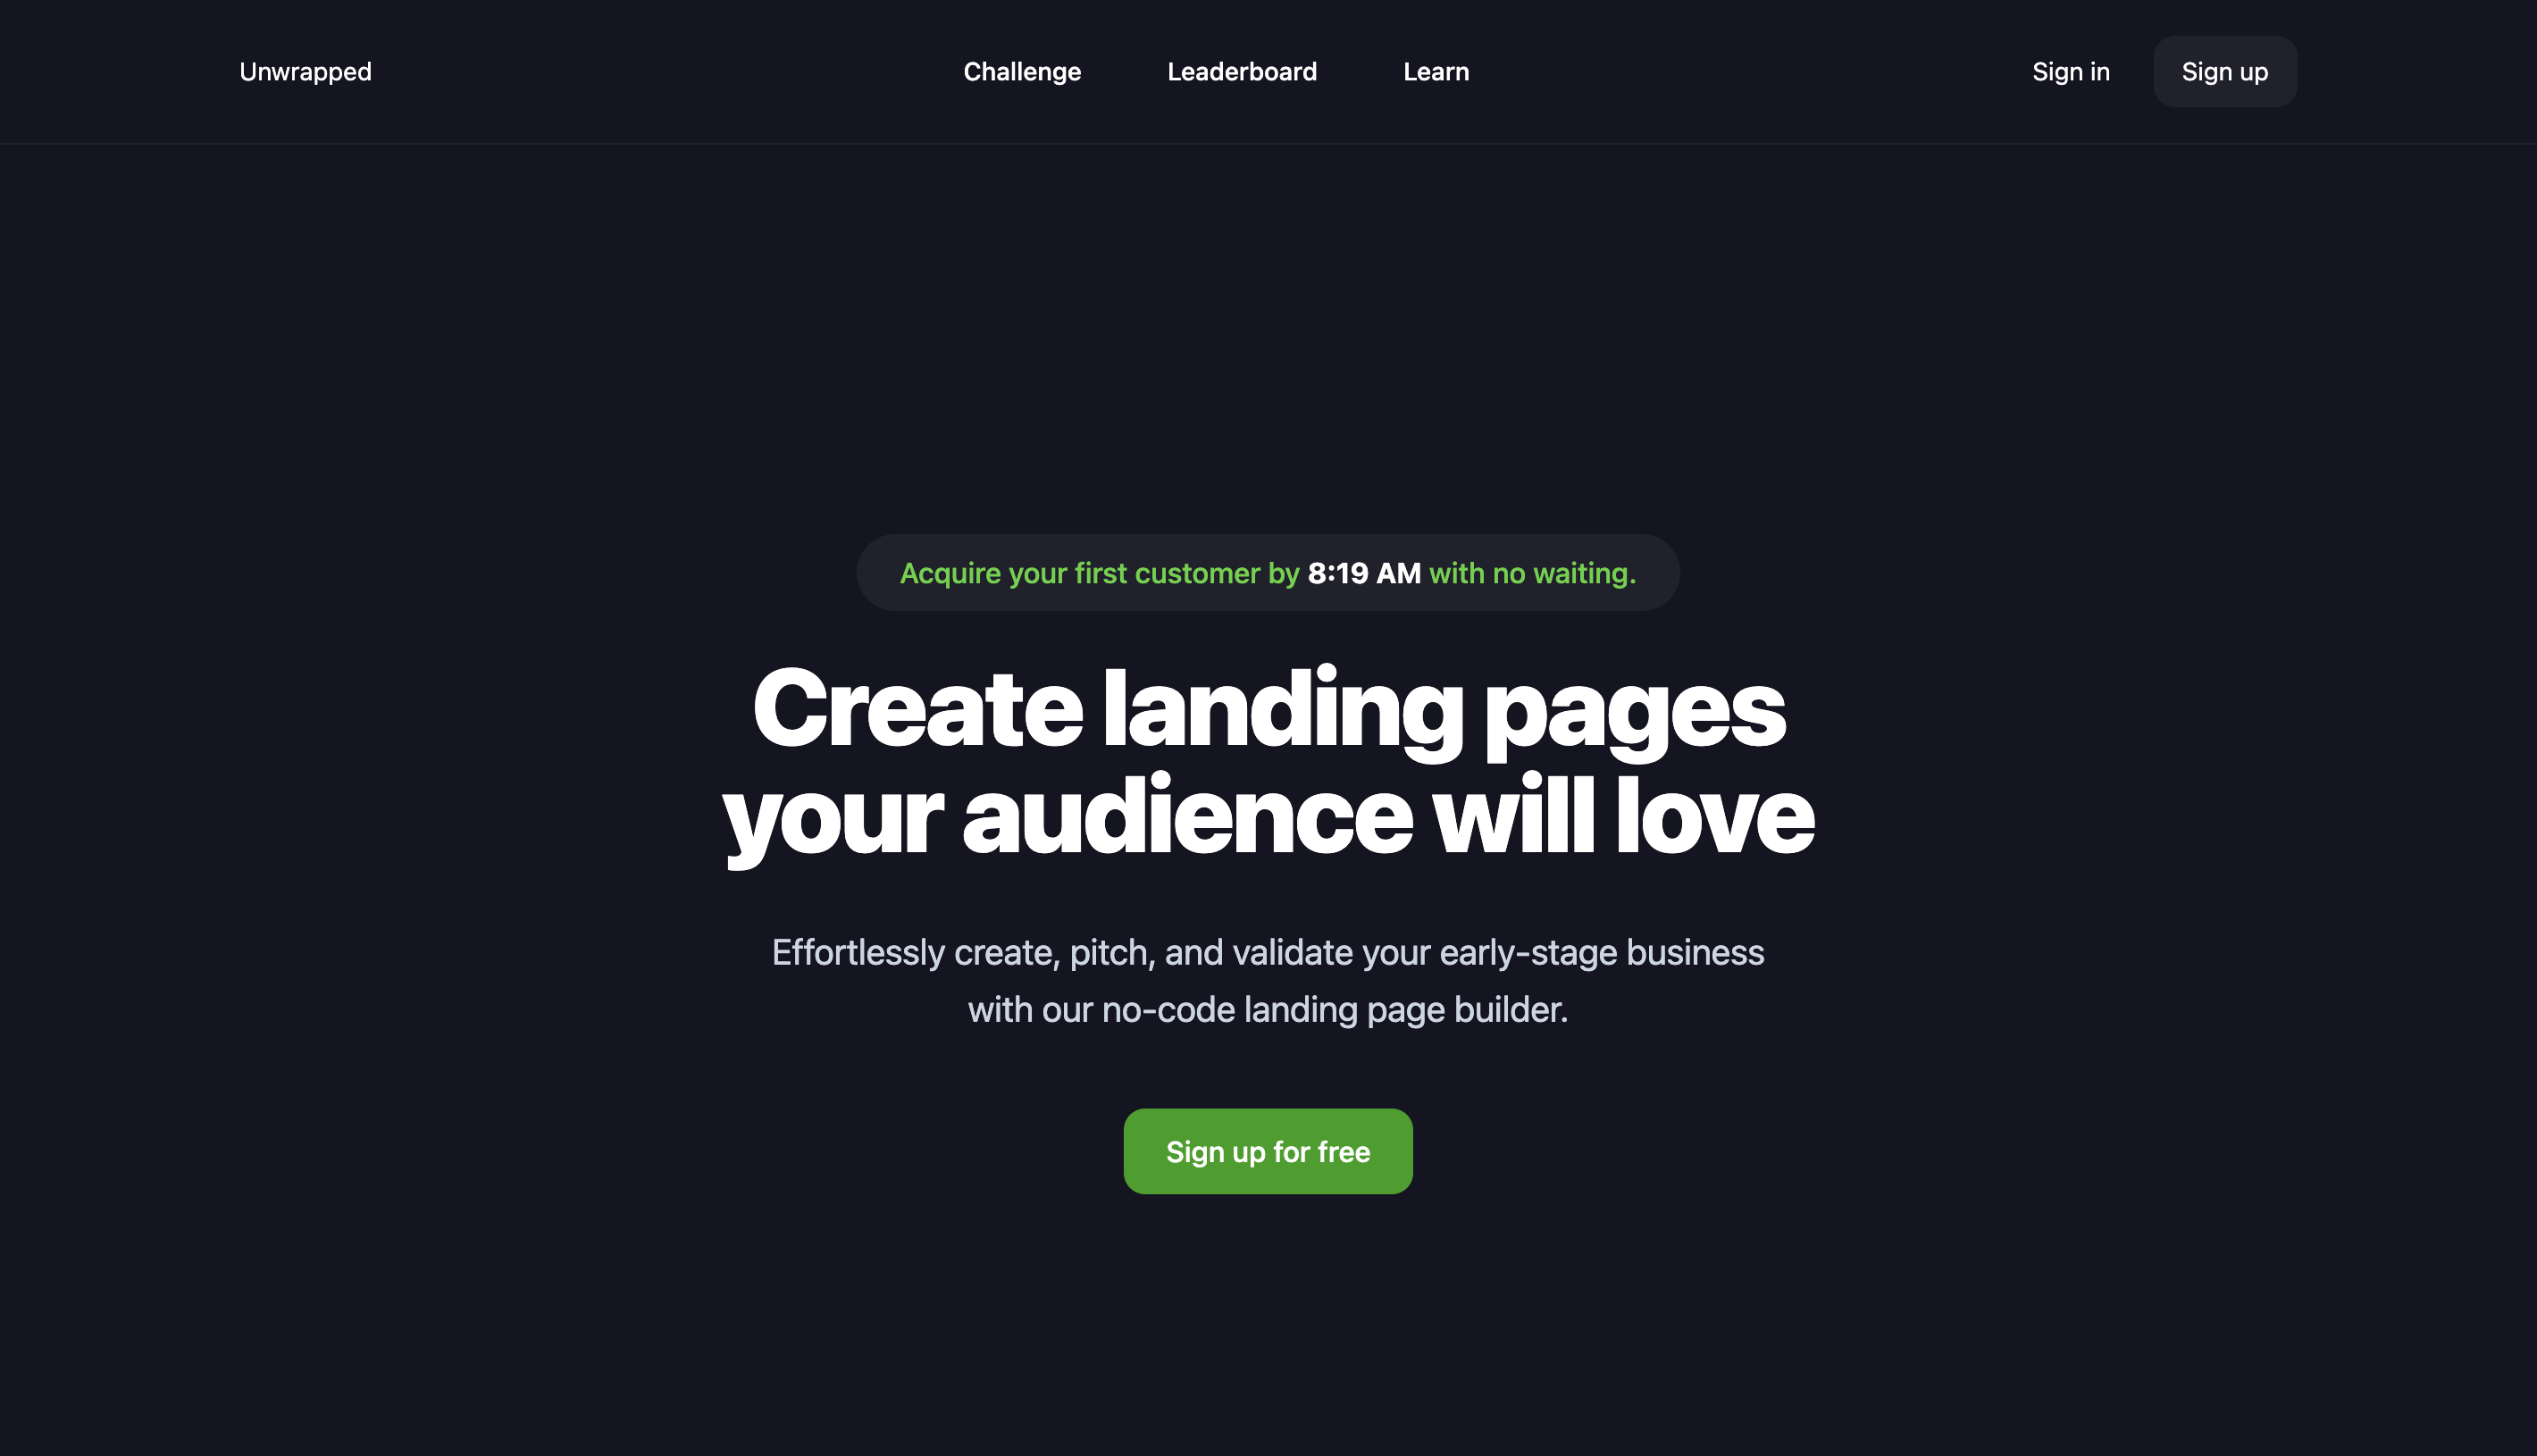 Unwrapped
Challenge
Leaderboard
Learn
Sign in
Sign up
Acquire your first customer by 8:19 AM with no waiting.
Create landing pages
your audience will love
Effortlessly create, pitch, and validate your early-stage business
with our no-code landing page builder.
Sign up for free